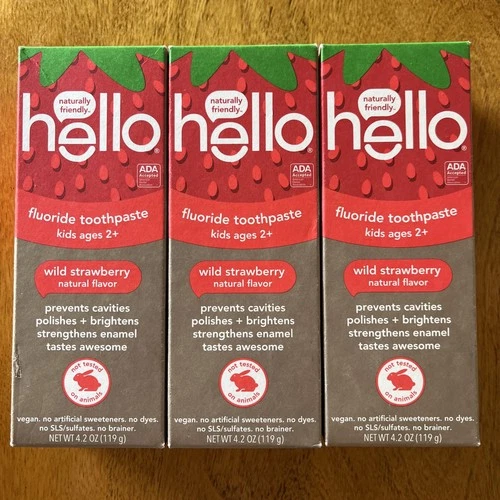 naturally
friendly.
hello®
ADA
Accepted
fluoride toothpaste
kids ages 2+
wild strawberry
natural flavor
prevents cavities
polishes + brightens
strengthens enamel
tastes awesome
not tested
on animals
vegan. no artificial sweeteners. no dyes.
no SLS/sulfates. no brainer.
NET WT 4.2 OZ (119 g)
naturally
friendly.
hello®
ADA
Accepted
fluoride toothpaste
kids ages 2+
wild strawberry
natural flavor
prevents cavities
polishes + brightens
strengthens enamel
tastes awesome
not tested
on animals
vegan. no artificial sweeteners. no dyes.
no SLS/sulfates. no brainer.
NET WT 4.2 OZ (119 g)
naturally
friendly.
hello®
ADA
Accepted
fluoride toothpaste
kids ages 2+
wild strawberry
natural flavor
prevents cavities
polishes + brightens
strengthens enamel
tastes awesome
not tested
on animals
vegan. no artificial sweeteners. no dyes.
no SLS/sulfates. no brainer.
NET WT 4.2 OZ (119 g)